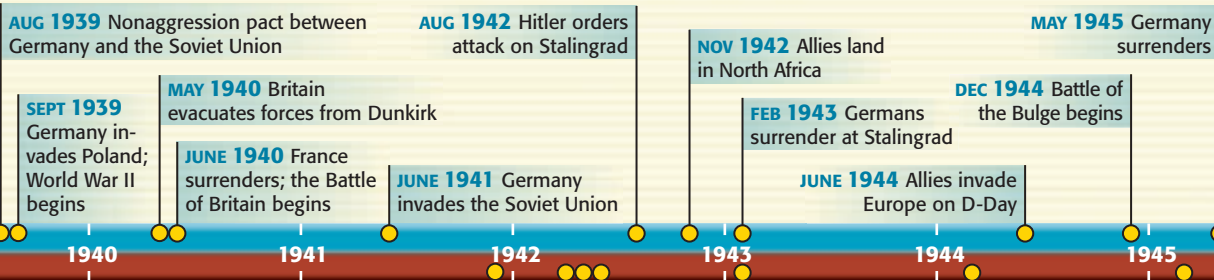 AUG 1939 Nonaggression pact between
Germany and the Soviet Union
SEPT 1939
Germany in-
vades Poland;
World War II
begins
MAY 1940 Britain
evacuates forces from Dunkirk
JUNE 1940 France
surrenders; the Battle
of Britain begins
JUNE 1941 Germany
invades the Soviet Union
AUG 1942 Hitler orders
attack on Stalingrad
NOV 1942 Allies land
in North Africa
FEB 1943 Germans
surrender at Stalingrad
JUNE 1944 Allies invade
Europe on D-Day
DEC 1944 Battle of
the Bulge begins
MAY 1945 Germany
surrenders
1940 1941 1942 1943 1944 1945